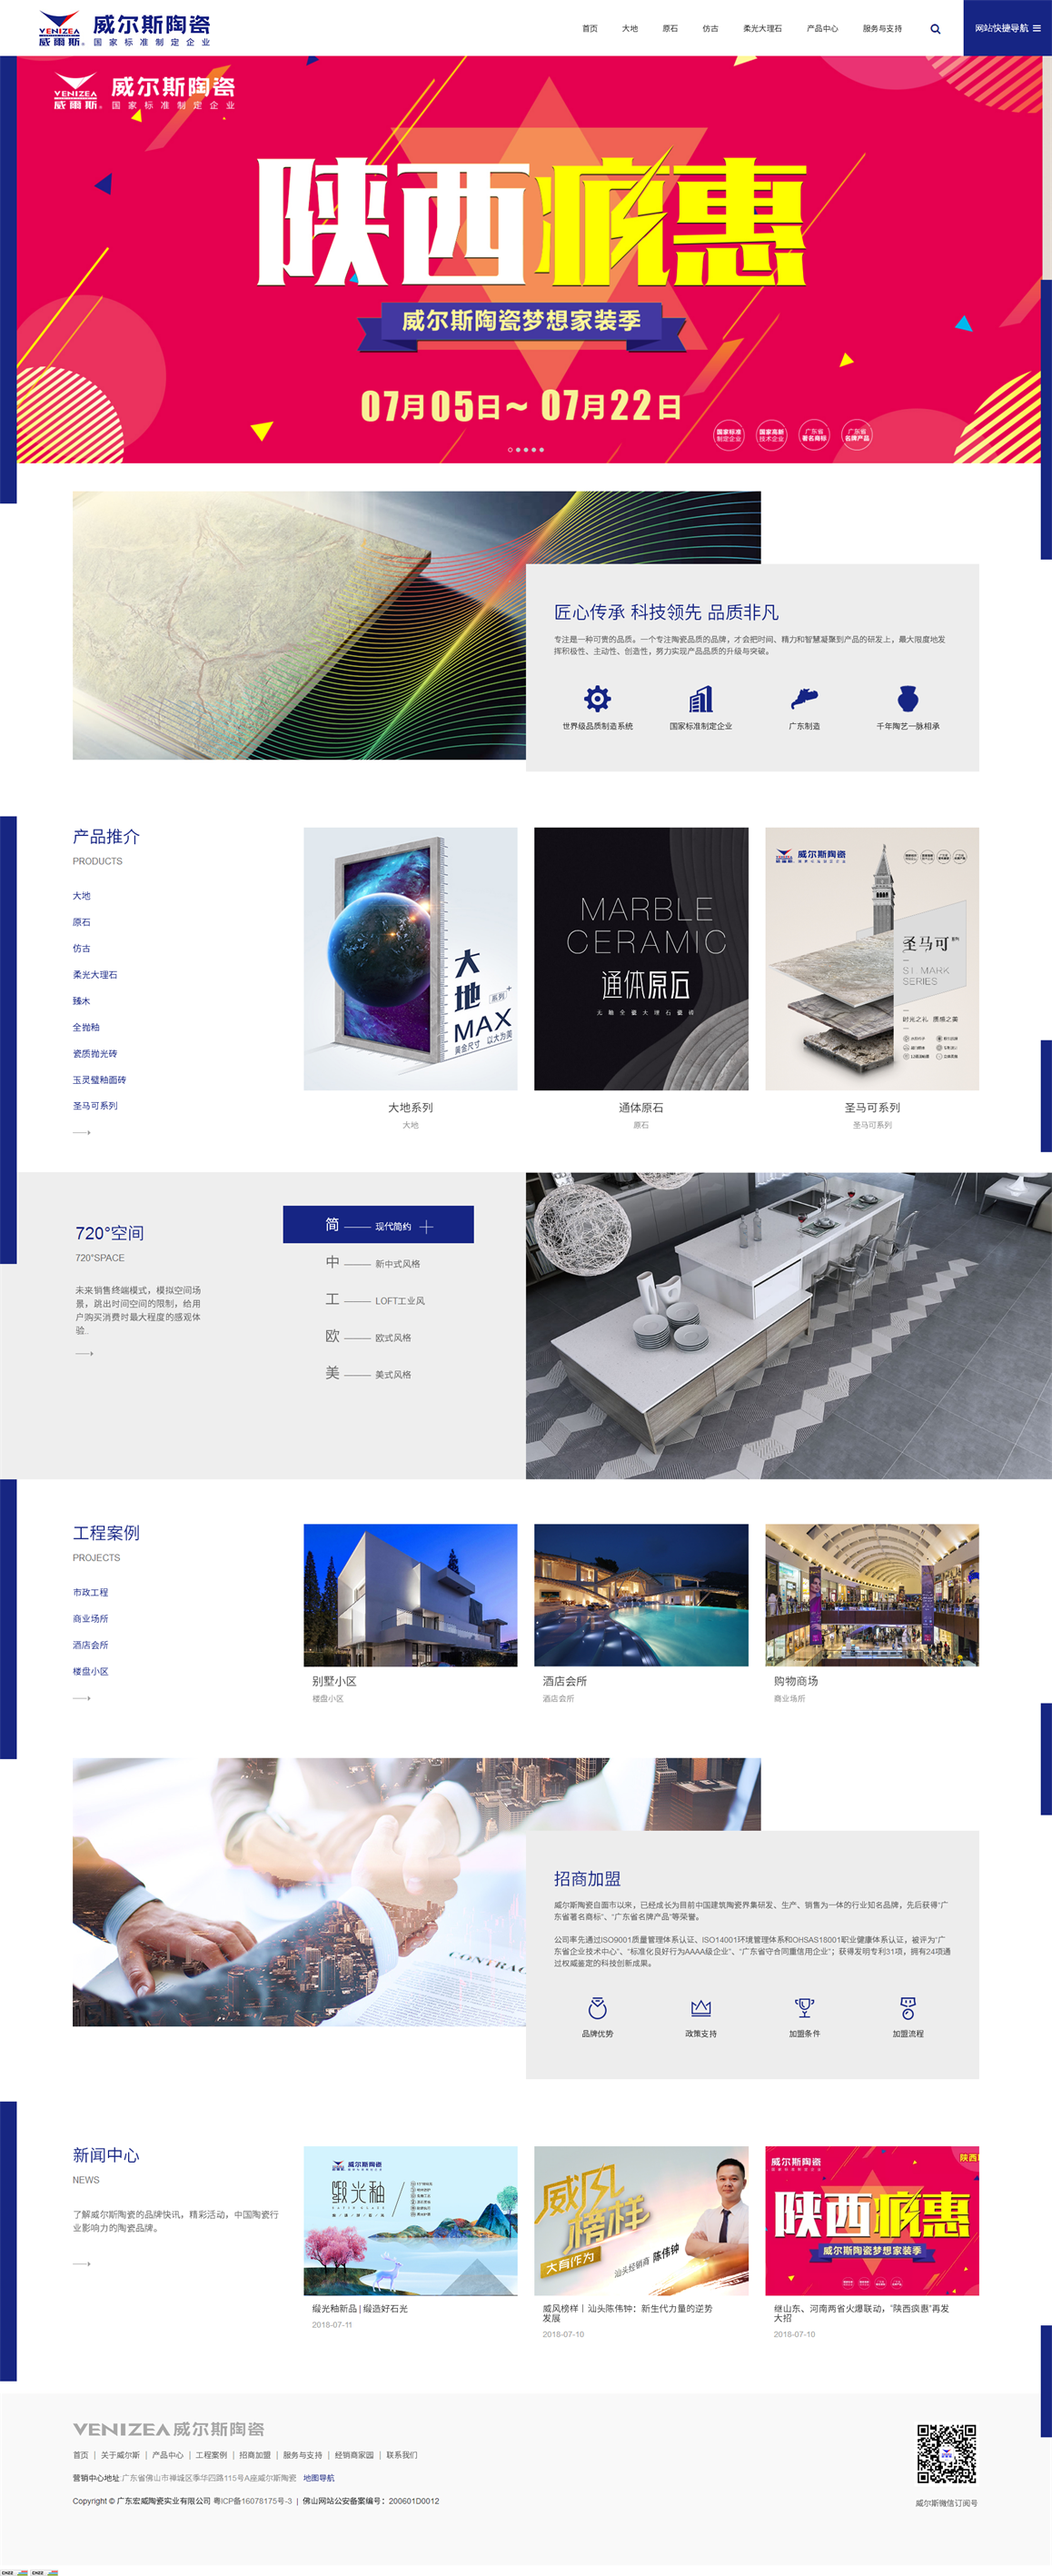 VENIZEA
威爾斯
威尔斯陶瓷
国家标准制定企业
首页 大地 原石 仿古 柔光大理石 产品中心 服务与支持
网站快捷导航
VENIZEA
威爾斯
威尔斯陶瓷
国家标准制定企业
陕西疯惠
威尔斯陶瓷梦想家装季
07月05日~ 07月22日
国家标准
制定企业
国家高新
技术企业
广东省
著名商标
广东省
名牌产品
匠心传承 科技领先 品质非凡
专注是一种可贵的品质。一个专注陶瓷品质的品牌，才会把时间、精力和智慧凝聚到产品的研发上，最大限度地发
挥积极性、主动性、创造性，努力实现产品品质的升级与突破。
世界级品质制造系统 国家标准制定企业 广东制造 千年陶艺一脉相承
产品推介
PRODUCTS
大地
原石
仿古
柔光大理石
臻木
全抛釉
瓷质抛光砖
玉灵璧釉面砖
圣马可系列
大地
系列+
MAX
黄金尺寸 以大为美
大地系列
大地
MARBLE
CERAMIC
通体原石
无釉全瓷大理石瓷砖
通体原石
原石
威尔斯陶瓷
圣马可
ST. MARK
SERIES
时光之礼 质感之美
圣马可系列
圣马可系列
720°空间
720°SPACE
未来销售终端模式，模拟空间场
景，跳出时间空间的限制，给用
户购买消费时最大程度的感观体
验..
简 现代简约
中 新中式风格
工 LOFT工业风
欧 欧式风格
美 美式风格
工程案例
PROJECTS
市政工程
商业场所
酒店会所
楼盘小区
别墅小区
楼盘小区
酒店会所
酒店会所
购物商场
商业场所
CONTRAC
招商加盟
威尔斯陶瓷自面市以来，已经成长为目前中国建筑陶瓷界集研发、生产、销售为一体的行业知名品牌，先后获得“广
东省著名商标”、“广东省名牌产品”等荣誉。
公司率先通过ISO9001质量管理体系认证、ISO14001环境管理体系和OHSAS18001职业健康体系认证，被评为“广
东省企业技术中心”、“标准化良好行为AAAA级企业”、“广东省守合同重信用企业”；获得发明专利31项，拥有24项通
过权威鉴定的科技创新成果。
品牌优势 政策支持 加盟条件 加盟流程
新闻中心
NEWS
了解威尔斯陶瓷的品牌快讯，精彩活动，中国陶瓷行
业影响力的陶瓷品牌。
威尔斯陶瓷
缎光釉
缎光釉新品 | 缎造好石光
2018-07-11
威风
榜样
大有作为
汕头经销商 陈伟钟
威风榜样丨汕头陈伟钟：新生代力量的逆势
发展
2018-07-10
威尔斯陶瓷
陕西疯惠
威尔斯陶瓷梦想家装季
继山东、河南两省火爆联动，“陕西疯惠”再发
大招
2018-07-10
VENIZEA威尔斯陶瓷
首页 | 关于威尔斯 | 产品中心 | 工程案例 | 招商加盟 | 服务与支持 | 经销商家园 | 联系我们
营销中心地址:广东省佛山市禅城区季华四路115号A座威尔斯陶瓷 地图导航
Copyright © 广东宏威陶瓷实业有限公司 粤ICP备16078175号-3 | 佛山网站公安备案编号：200601D0012
威尔斯微信订阅号
CNZZ CNZZ